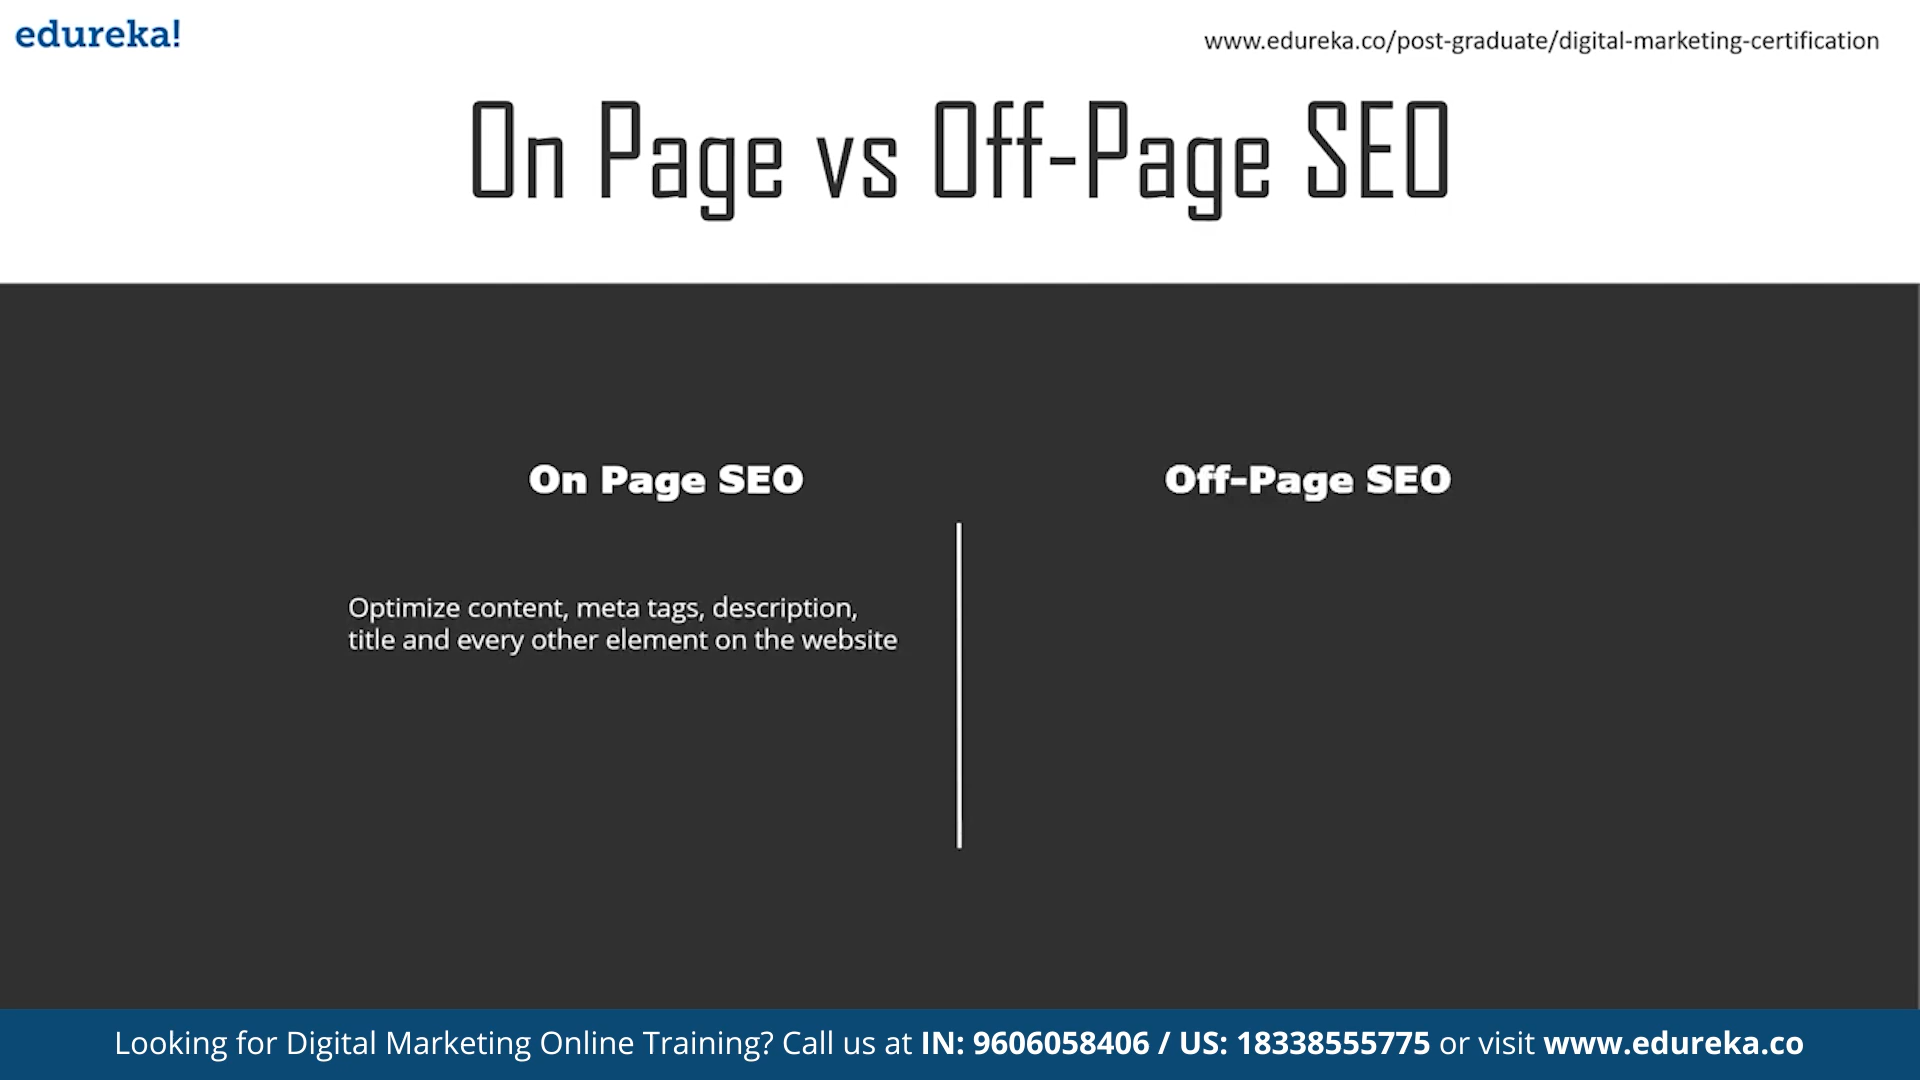 edureka!
www.edureka.co/post-graduate/digital-marketing-certification
On Page vs Off-Page SEO
On Page SEO
Off-Page SEO
Optimize content, meta tags, description,
title and every other element on the website
Looking for Digital Marketing Online Training? Call us at IN: 9606058406 / US: 18338555775 or visit www.edureka.co